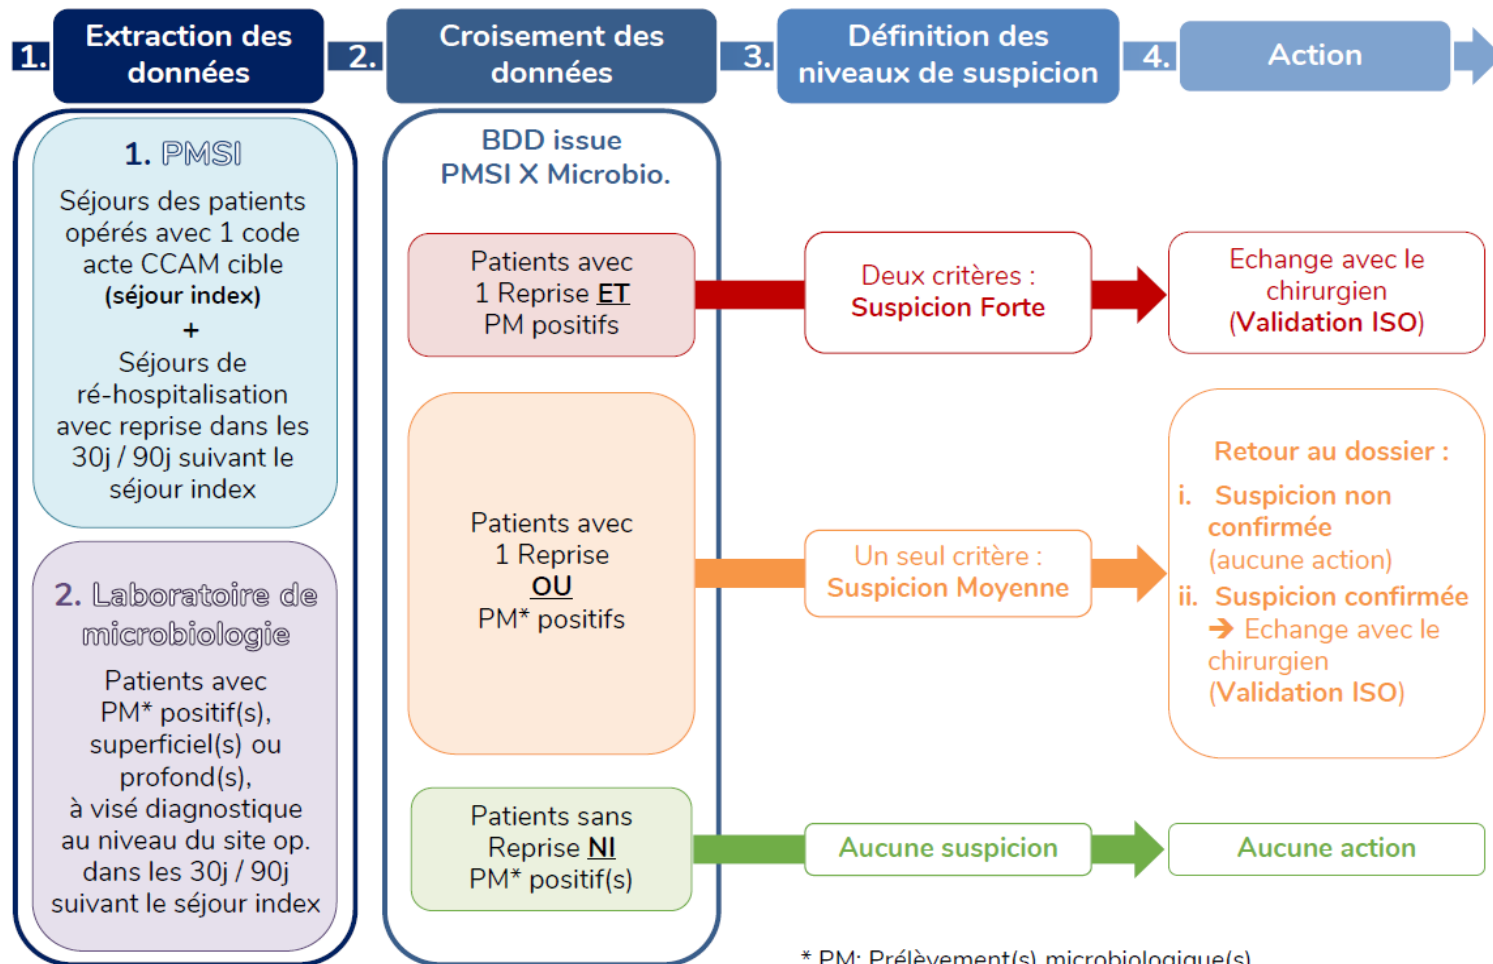 1.
Extraction des
données
2.
Croisement des
données
3.
Définition des
niveaux de suspicion
4.
Action
1. PMSI
Séjours des patients
opérés avec 1 code
acte CCAM cible
(séjour index)
+
Séjours de
ré-hospitalisation
avec reprise dans les
30j / 90j suivant le
séjour index
2. Laboratoire de
microbiologie
Patients avec
PM* positif(s),
superficiel(s) ou
profond(s),
à visé diagnostique
au niveau du site op.
dans les 30j / 90j
suivant le séjour index
BDD issue
PMSI X Microbio.
Patients avec
1 Reprise ET
PM positifs
Deux critères :
Suspicion Forte
Echange avec le
chirurgien
(Validation ISO)
Patients avec
1 Reprise
OU
PM* positifs
Un seul critère :
Suspicion Moyenne
Retour au dossier :
i. Suspicion non
confirmée
(aucune action)
ii. Suspicion confirmée
➔ Echange avec le
chirurgien
(Validation ISO)
Patients sans
Reprise NI
PM* positif(s)
Aucune suspicion
Aucune action
* PM: Prélèvement(s) microbiologique(s)